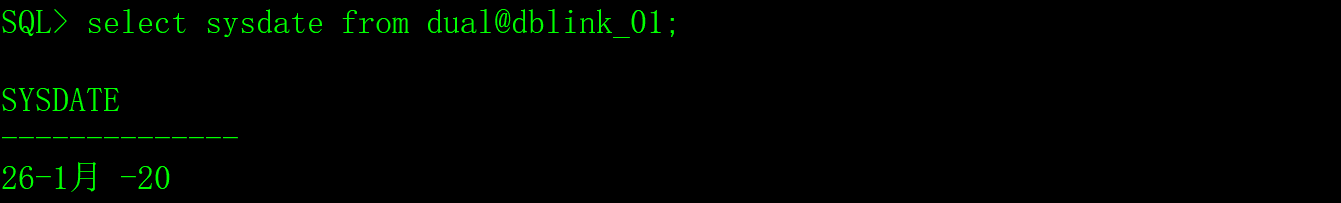 SQL> select sysdate from dual@dblink_01;
SYSDATE
--------------
26-1月 -20